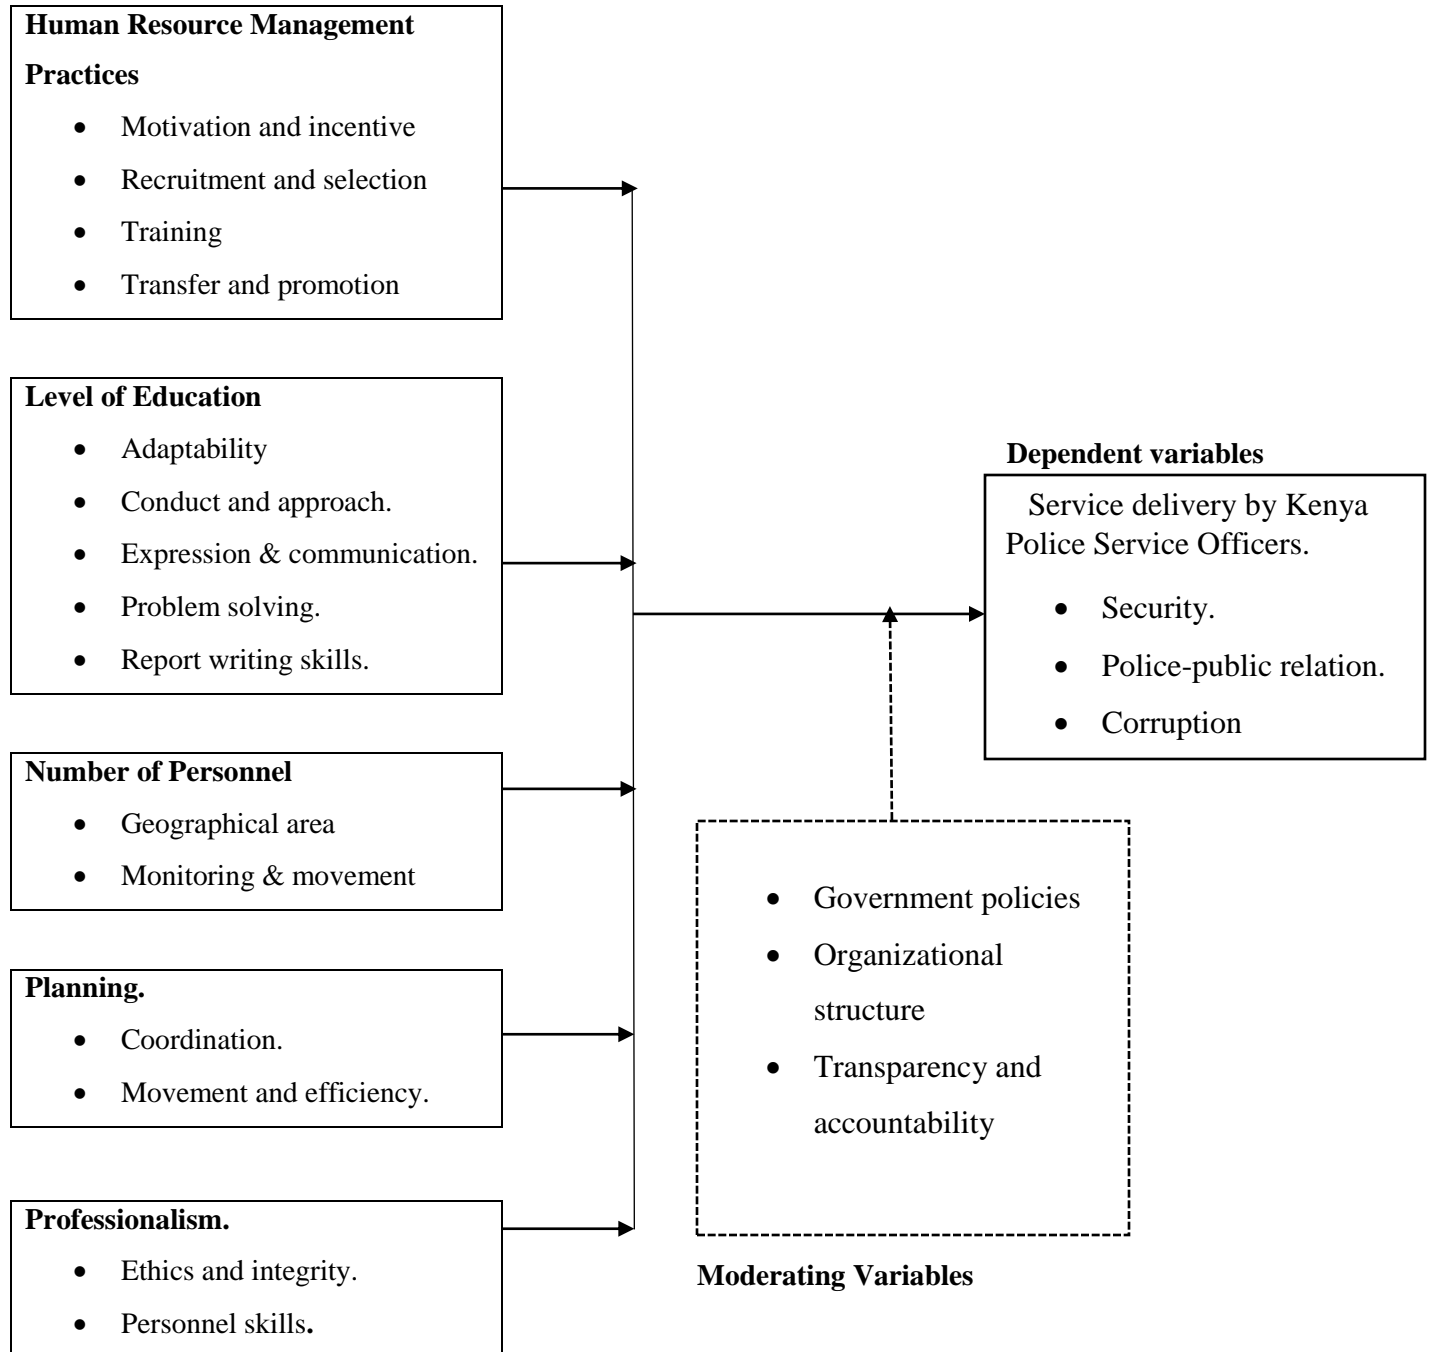 Human Resource Management
Practices
• Motivation and incentive
• Recruitment and selection
• Training
• Transfer and promotion
Level of Education
• Adaptability
• Conduct and approach.
• Expression & communication.
• Problem solving.
• Report writing skills.
Number of Personnel
• Geographical area
• Monitoring & movement
Planning.
• Coordination.
• Movement and efficiency.
Professionalism.
• Ethics and integrity.
• Personnel skills.
Dependent variables
Service delivery by Kenya
Police Service Officers.
• Security.
• Police-public relation.
• Corruption
• Government policies
• Organizational
structure
• Transparency and
accountability
Moderating Variables